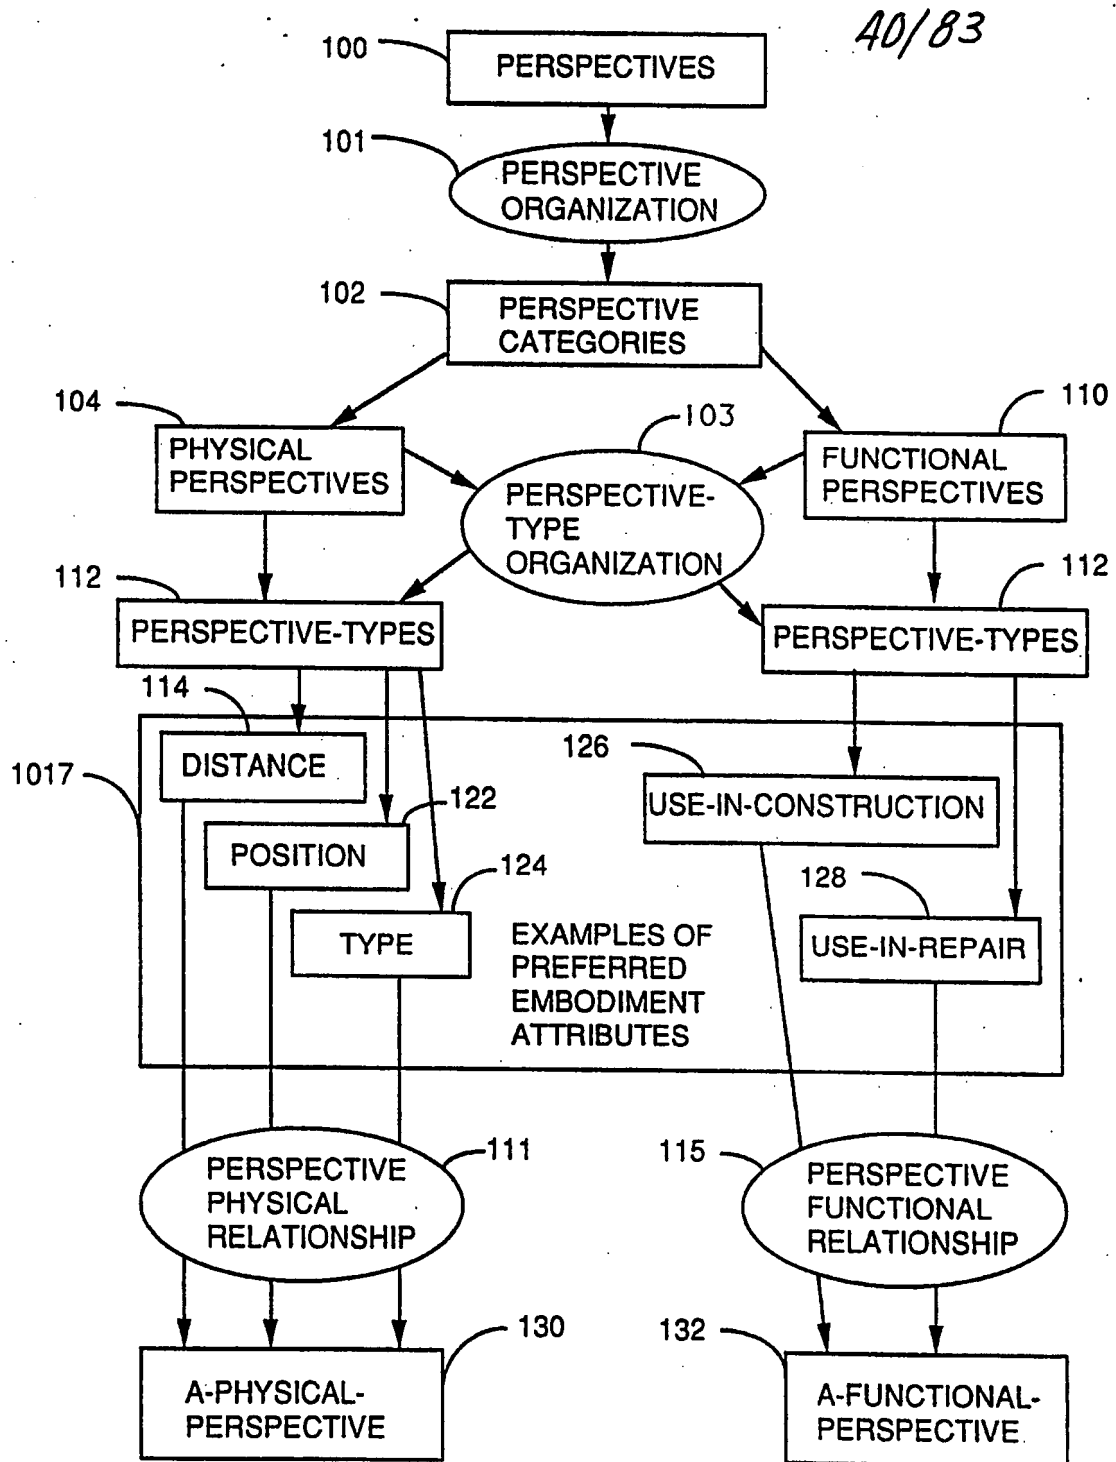 40/83
100
PERSPECTIVES
101
PERSPECTIVE
ORGANIZATION
102
PERSPECTIVE
CATEGORIES
104
PHYSICAL
PERSPECTIVES
103
PERSPECTIVE-
TYPE
ORGANIZATION
110
FUNCTIONAL
PERSPECTIVES
112
PERSPECTIVE-TYPES
112
PERSPECTIVE-TYPES
114
DISTANCE
1017
122
POSITION
124
TYPE
126
USE-IN-CONSTRUCTION
128
USE-IN-REPAIR
EXAMPLES OF
PREFERRED
EMBODIMENT
ATTRIBUTES
111
PERSPECTIVE
PHYSICAL
RELATIONSHIP
115
PERSPECTIVE
FUNCTIONAL
RELATIONSHIP
130
A-PHYSICAL-
PERSPECTIVE
132
A-FUNCTIONAL-
PERSPECTIVE